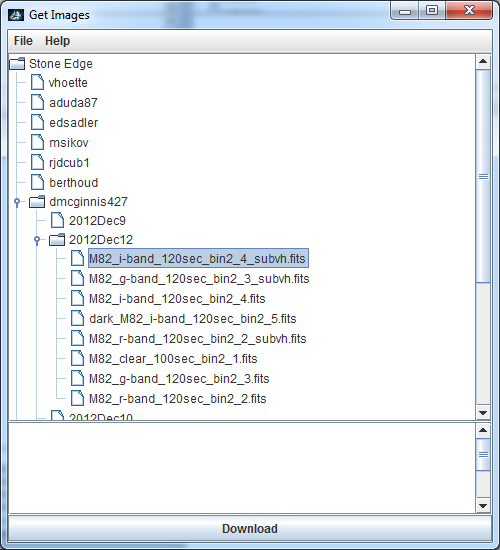 Get Images
File Help
Stone Edge
vhoette
aduda87
edsadler
msikov
rjdcub1
berthoud
dmcginnis427
2012Dec9
2012Dec12
M82_i-band_120sec_bin2_4_subvh.fits
M82_g-band_120sec_bin2_3_subvh.fits
M82_i-band_120sec_bin2_4.fits
dark_M82_i-band_120sec_bin2_5.fits
M82_r-band_120sec_bin2_2_subvh.fits
M82_clear_100sec_bin2_1.fits
M82_g-band_120sec_bin2_3.fits
M82_r-band_120sec_bin2_2.fits
2012Dec10
Download